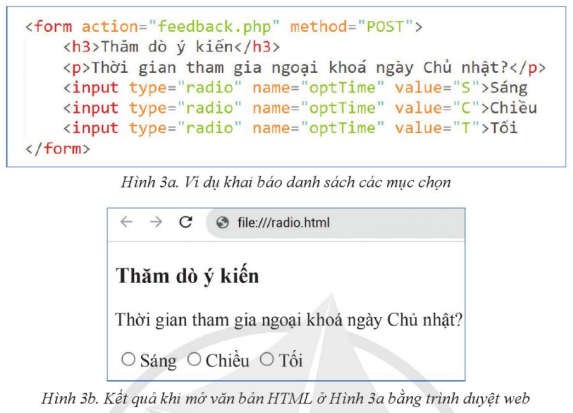 <form action="feedback.php" method="POST">
<h3>Thăm dò ý kiến</h3>
<p>Thời gian tham gia ngoại khoá ngày Chủ nhật?</p>
<input type="radio" name="optTime" value="S">Sáng
<input type="radio" name="optTime" value="C">Chiều
<input type="radio" name="optTime" value="T">Tối
</form>
Hình 3a. Ví dụ khai báo danh sách các mục chọn
file:///radio.html
Thăm dò ý kiến
Thời gian tham gia ngoại khoá ngày Chủ nhật?
Sáng Chiều Tối
Hình 3b. Kết quả khi mở văn bản HTML ở Hình 3a bằng trình duyệt web